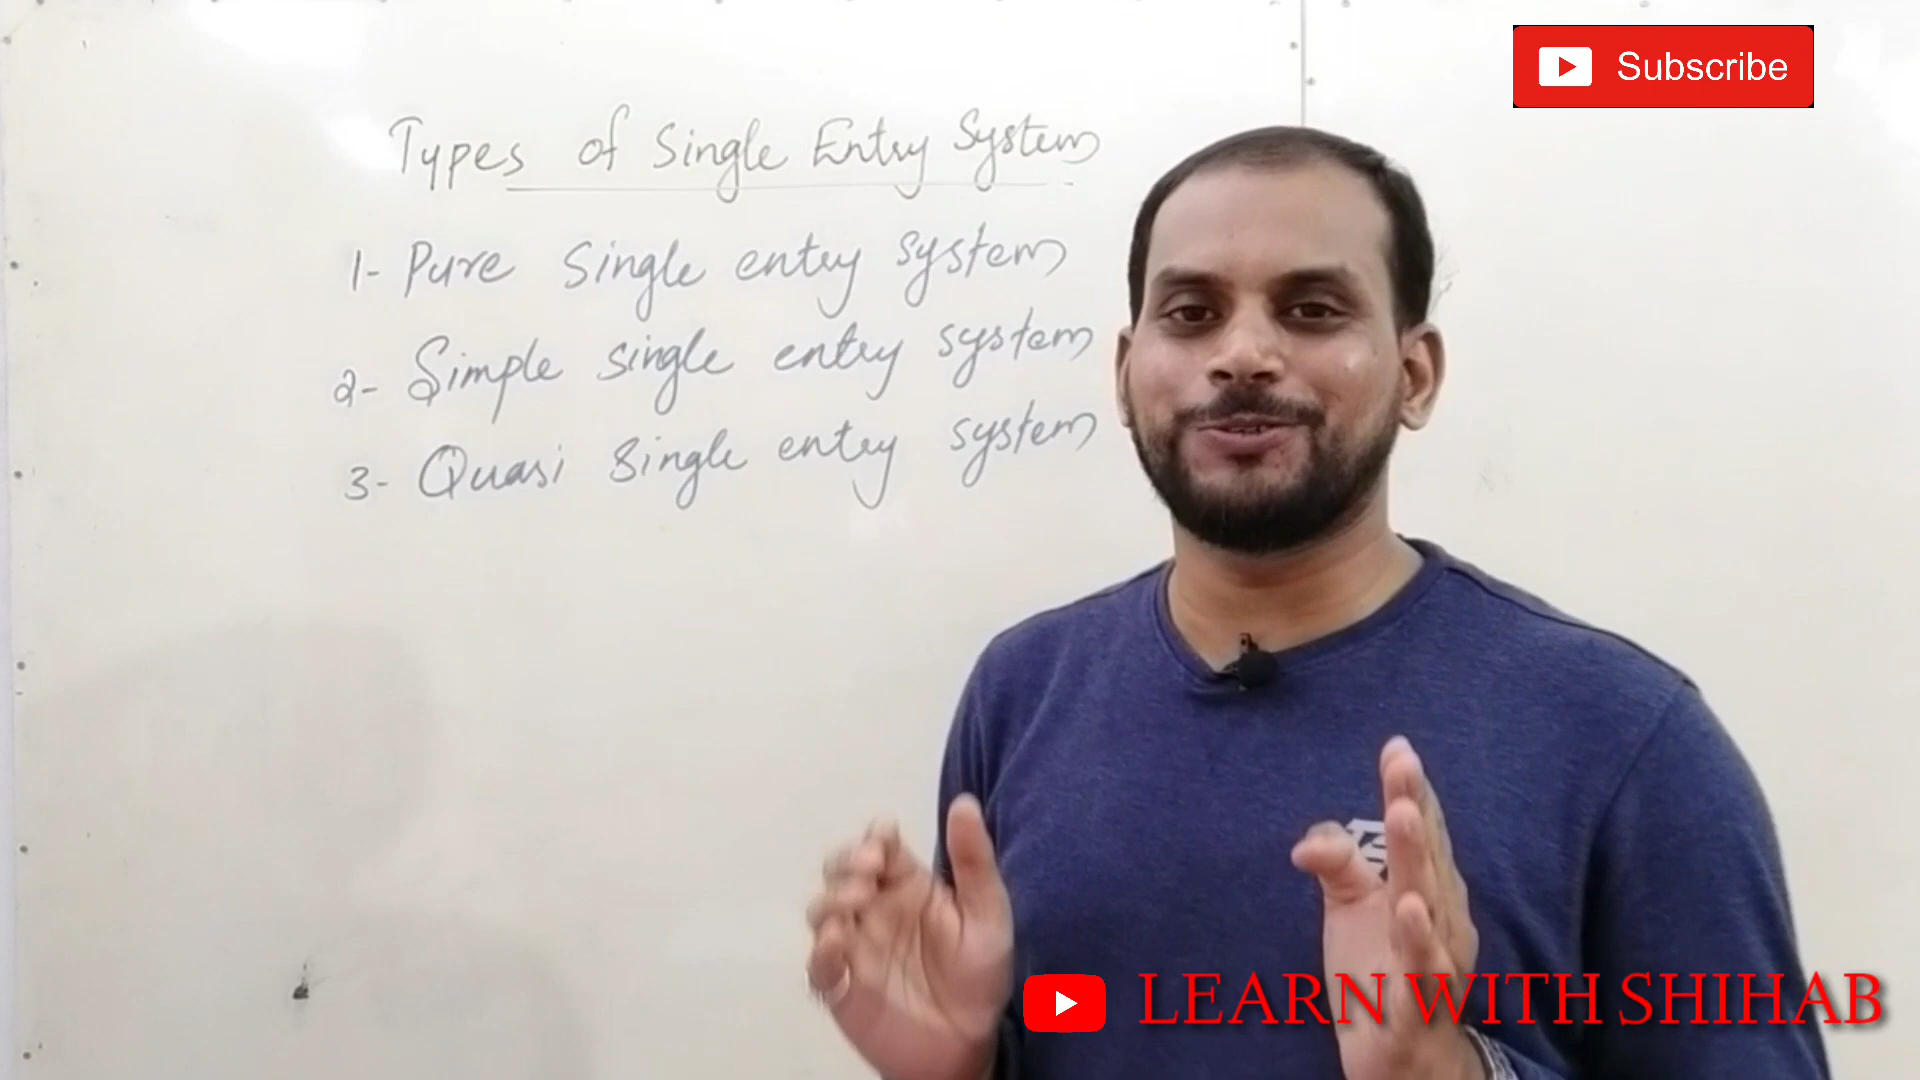 Subscribe
Types of Single Entry System
1- Pure Single entry system
2- Simple Single entry system
3- Quasi Single entry system
LEARN WITH SHIHAB